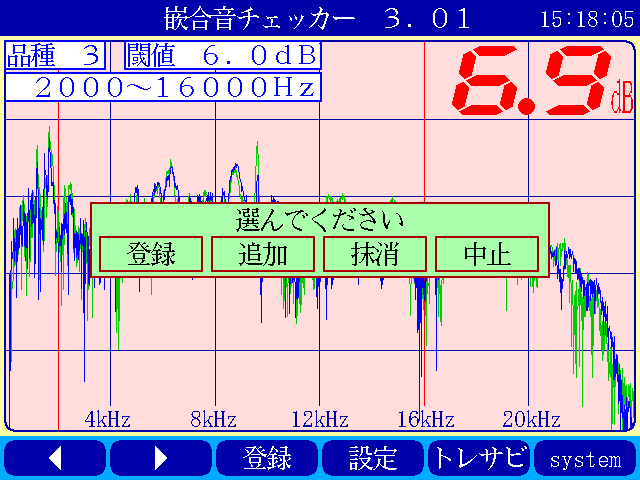 嵌合音チェッカー　３．０１　15:18:05
品種　３　閾値　６．０ｄＢ
２０００～１６０００Ｈｚ
6.9dB
選んでください
登録　追加　抹消　中止
4kHz　8kHz　12kHz　16kHz　20kHz
◀　▶　登録　設定　トレサビ　system